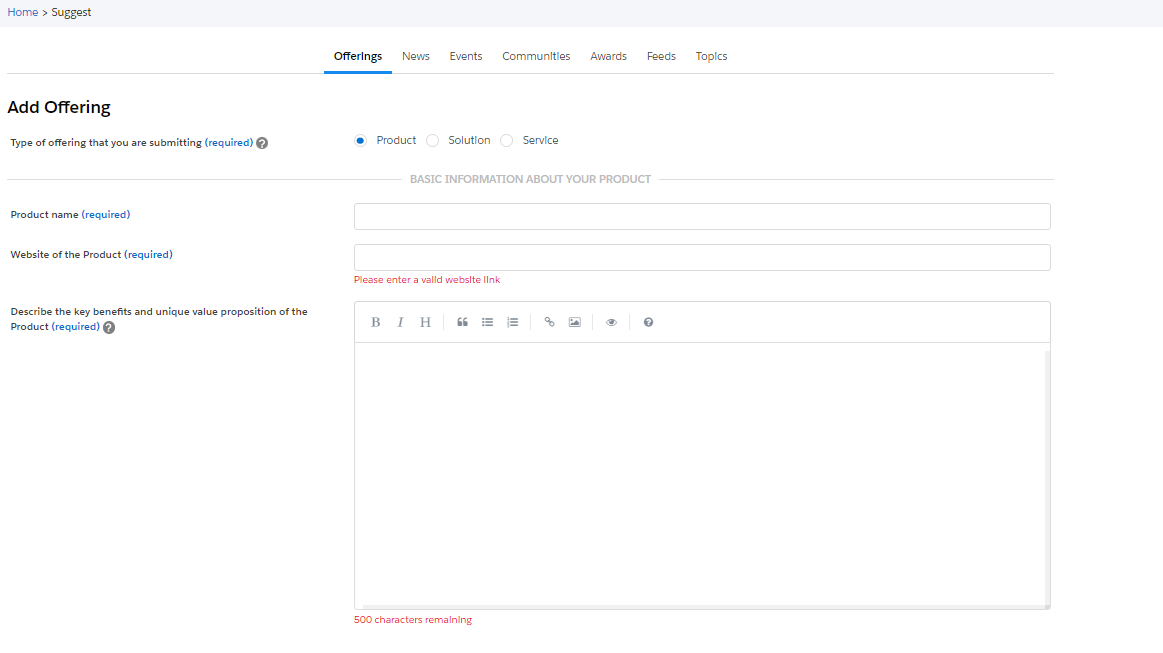 Home > Suggest
Offerings News Events Communities Awards Feeds Topics
Add Offering
Type of offering that you are submitting (required) ?
Product Solution Service
BASIC INFORMATION ABOUT YOUR PRODUCT
Product name (required)
Website of the Product (required)
Please enter a valid website link
Describe the key benefits and unique value proposition of the
Product (required) ?
B I H
500 characters remaining